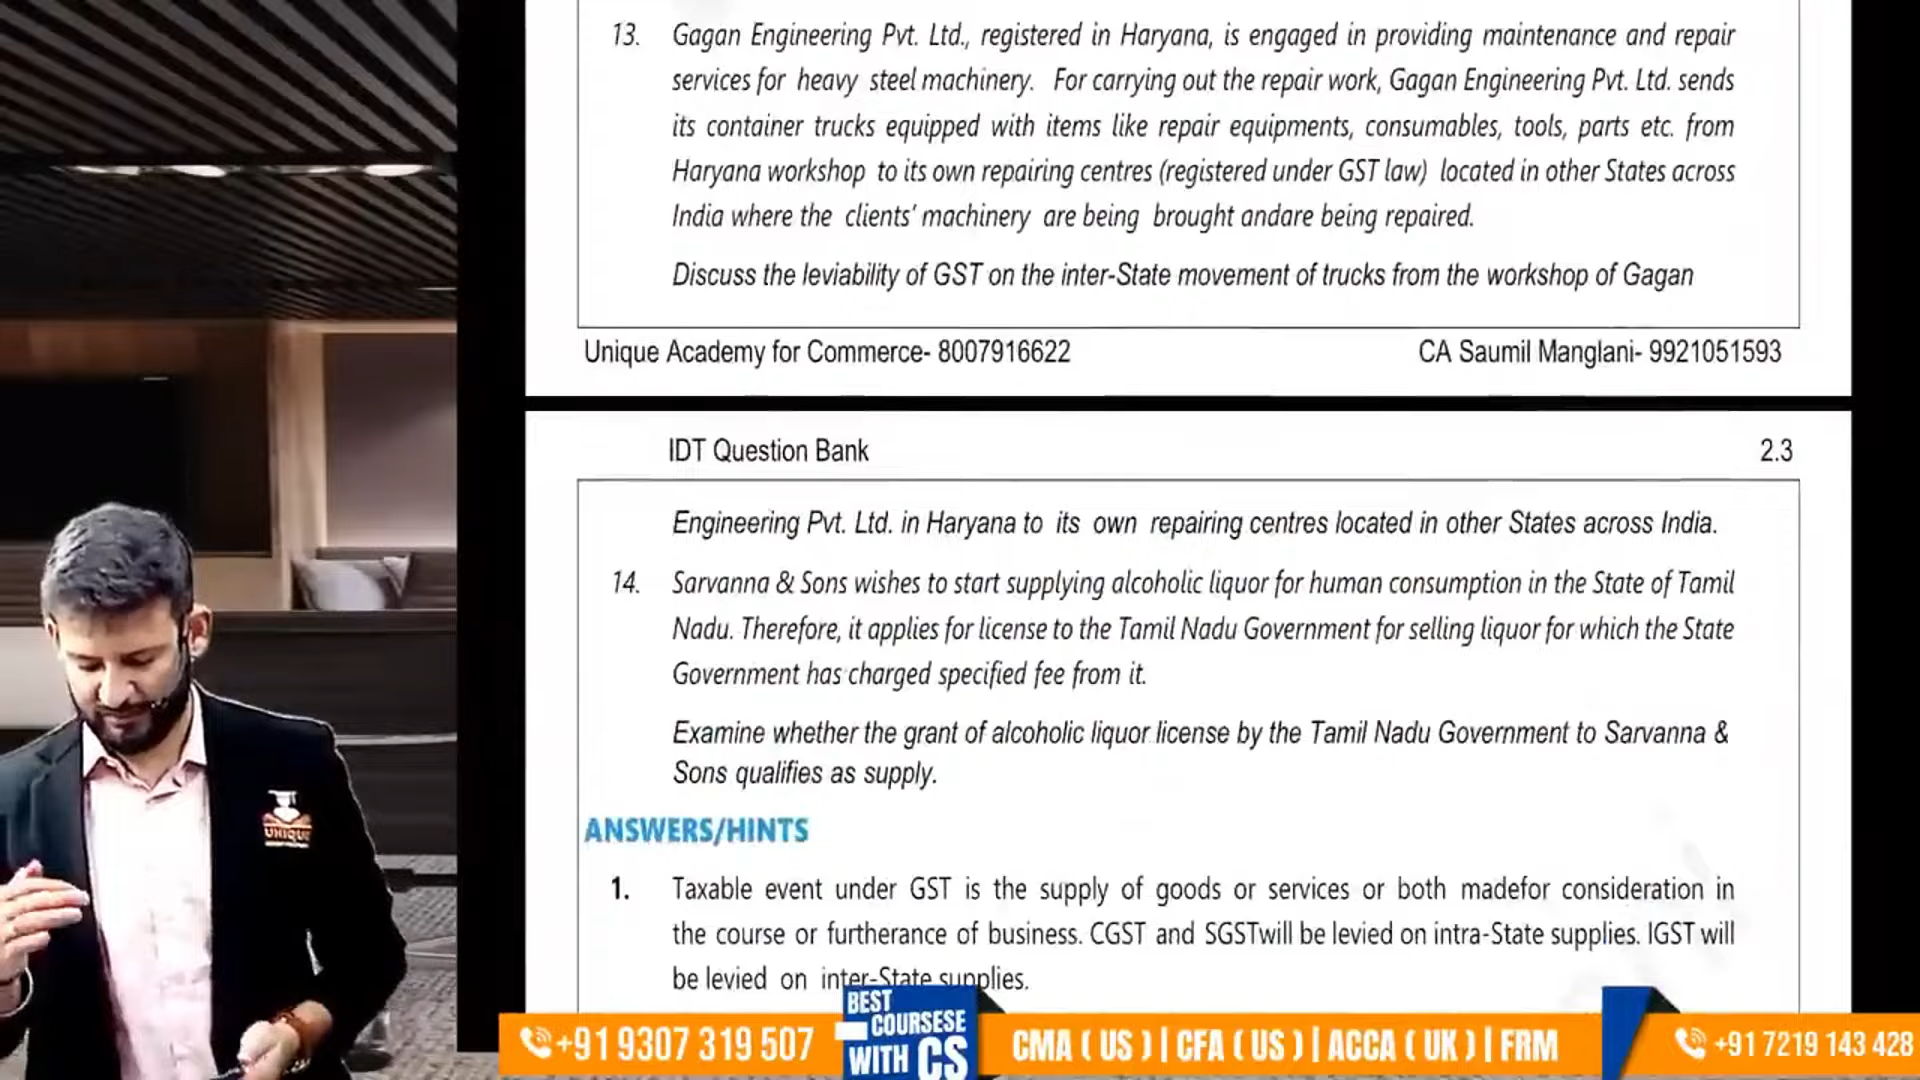 13. Gagan Engineering Pvt. Ltd., registered in Haryana, is engaged in providing maintenance and repair
services for heavy steel machinery. For carrying out the repair work, Gagan Engineering Pvt. Ltd. sends
its container trucks equipped with items like repair equipments, consumables, tools, parts etc. from
Haryana workshop to its own repairing centres (registered under GST law) located in other States across
India where the clients' machinery are being brought andare being repaired.
Discuss the leviability of GST on the inter-State movement of trucks from the workshop of Gagan
Unique Academy for Commerce- 8007916622 CA Saumil Manglani- 9921051593
IDT Question Bank 2.3
Engineering Pvt. Ltd. in Haryana to its own repairing centres located in other States across India.
14. Sarvanna & Sons wishes to start supplying alcoholic liquor for human consumption in the State of Tamil
Nadu. Therefore, it applies for license to the Tamil Nadu Government for selling liquor for which the State
Government has charged specified fee from it.
Examine whether the grant of alcoholic liquor license by the Tamil Nadu Government to Sarvanna &
Sons qualifies as supply.
ANSWERS/HINTS
1. Taxable event under GST is the supply of goods or services or both madefor consideration in
the course or furtherance of business. CGST and SGSTwill be levied on intra-State supplies. IGST will
be levied on inter-State supplies.
UNIQUE
+91 9307 319 507
BEST
COURSESE
WITH CS
CMA ( US ) | CFA ( US ) | ACCA ( UK ) | FRM
+91 7219 143 428